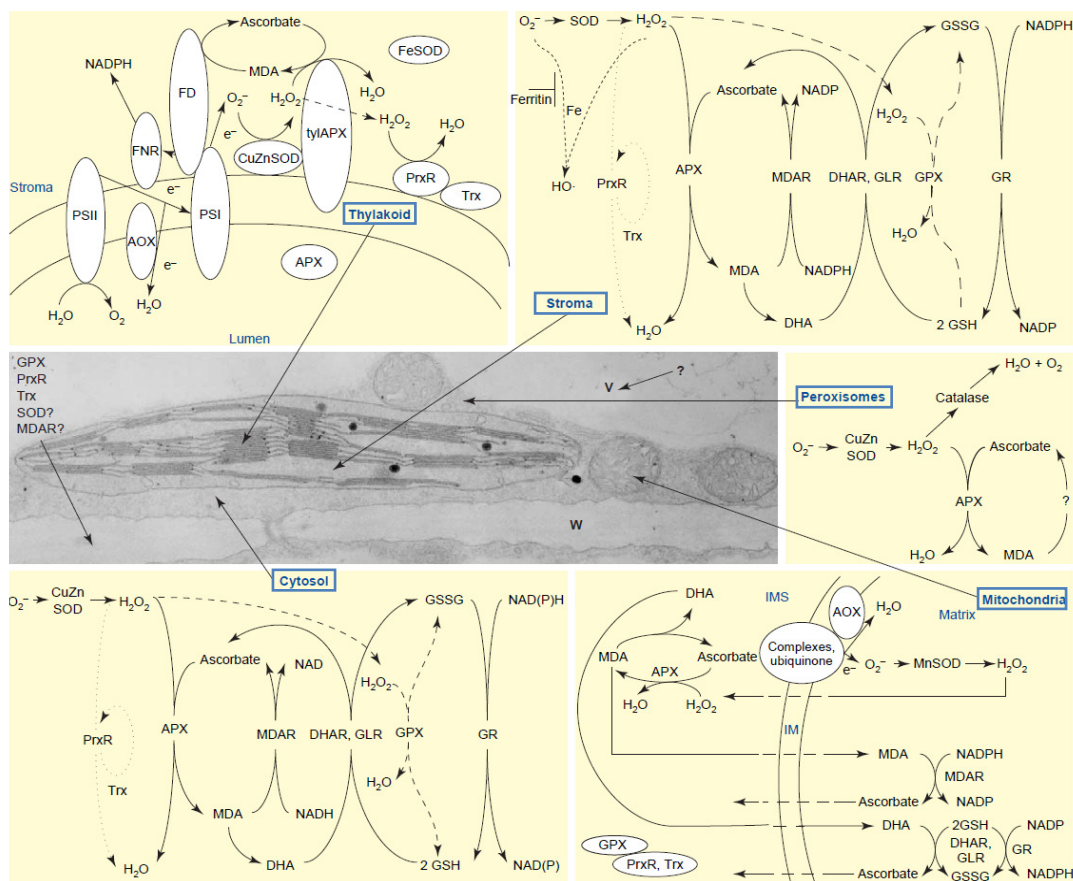 Ascorbate
FeSOD
NADPH
FD
MDA
O₂⁻
H₂O₂
H₂O
tylAPX
H₂O₂
H₂O
e⁻
FNR
CuZnSOD
PrxR
Trx
Stroma
e⁻
PSII
PSI
Thylakoid
AOX
e⁻
APX
H₂O
O₂
H₂O
Lumen
O₂⁻
SOD
H₂O₂
GSSG
NADPH
Ferritin
Fe
Ascorbate
NADP
H₂O₂
HO·
PrxR
APX
MDAR
DHAR, GLR
GPX
GR
Trx
H₂O
MDA
NADPH
Stroma
H₂O
DHA
2 GSH
NADP
GPX
PrxR
Trx
SOD?
MDAR?
V
?
W
Peroxisomes
H₂O + O₂
Catalase
O₂⁻
CuZn
SOD
H₂O₂
Ascorbate
APX
?
H₂O
MDA
Cytosol
O₂⁻
CuZn
SOD
H₂O₂
GSSG
NAD(P)H
Ascorbate
NAD
H₂O₂
PrxR
APX
MDAR
DHAR, GLR
GPX
GR
H₂O
Trx
MDA
NADH
H₂O
DHA
2 GSH
NAD(P)
Mitochondria
DHA
IMS
AOX
H₂O
Matrix
MDA
Ascorbate
Complexes,
ubiquinone
APX
e⁻
O₂⁻
MnSOD
H₂O₂
H₂O
H₂O₂
IM
MDA
NADPH
MDAR
Ascorbate
NADP
DHA
2GSH
NADP
DHAR,
GLR
GR
GPX
PrxR, Trx
Ascorbate
GSSG
NADPH